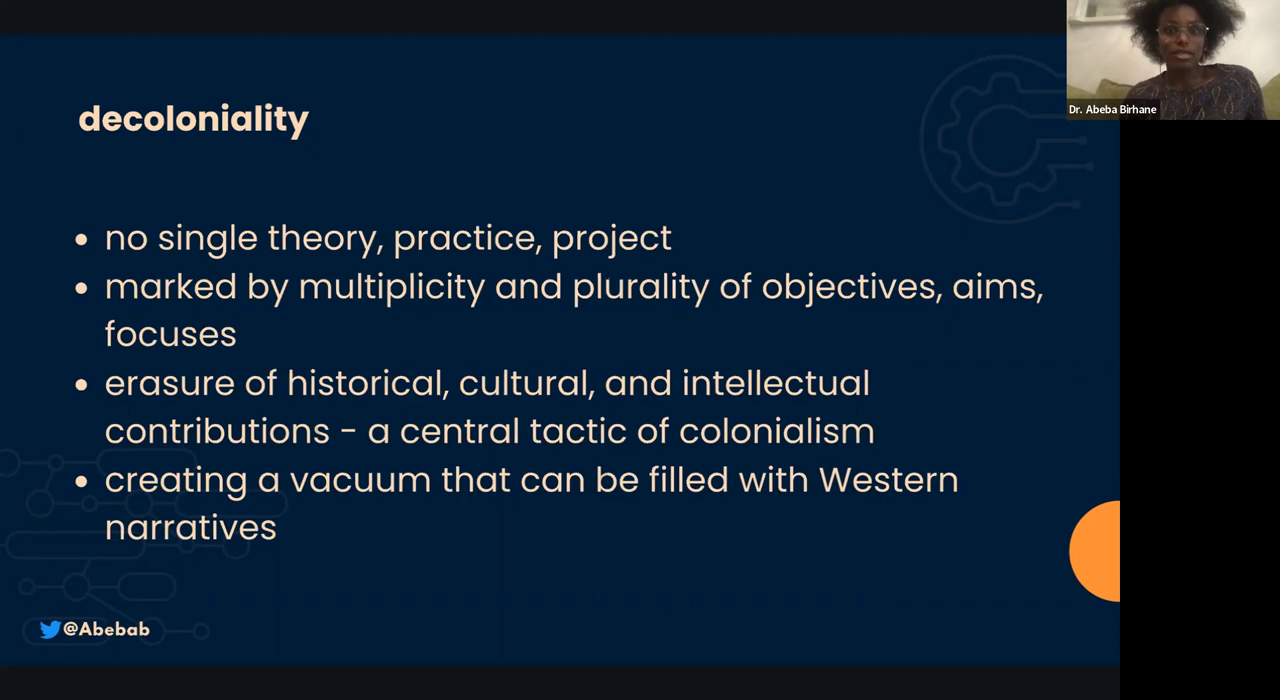 Dr. Abeba Birhane
decoloniality
• no single theory, practice, project
• marked by multiplicity and plurality of objectives, aims,
focuses
• erasure of historical, cultural, and intellectual
contributions - a central tactic of colonialism
• creating a vacuum that can be filled with Western
narratives
@Abebab